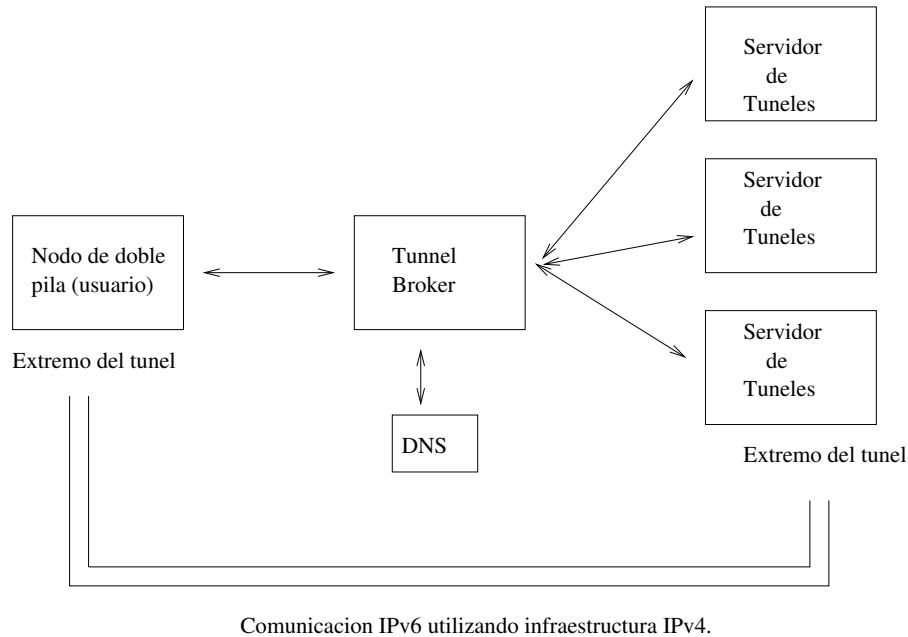 Servidor
de
Tuneles
Servidor
de
Tuneles
Nodo de doble
pila (usuario)
Tunnel
Broker
Servidor
de
Tuneles
Extremo del tunel
DNS
Extremo del tunel
Comunicacion IPv6 utilizando infraestructura IPv4.